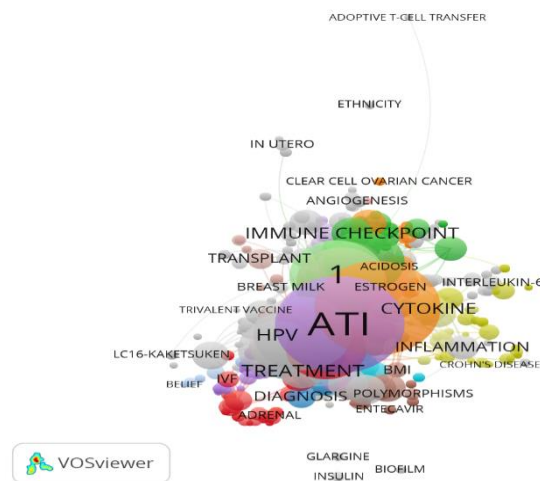 ADOPTIVE T-CELL TRANSFER
ETHNICITY
IN UTERO
CLEAR CELL OVARIAN CANCER
ANGIOGENESIS
IMMUNE CHECKPOINT
TRANSPLANT
1
ACIDOSIS
BREAST MILK
ESTROGEN
INTERLEUKIN-6
TRIVALENT VACCINE
CYTOKINE
ATI
HPV
INFLAMMATION
LC16-KAKETSUKEN
CROHN'S DISEASE
TREATMENT
BMI
BELIEF
IVF
DIAGNOSIS
POLYMORPHISMS
ADRENAL
ENTECAVIR
GLARGINE
INSULIN
BIOFILM
VOSviewer